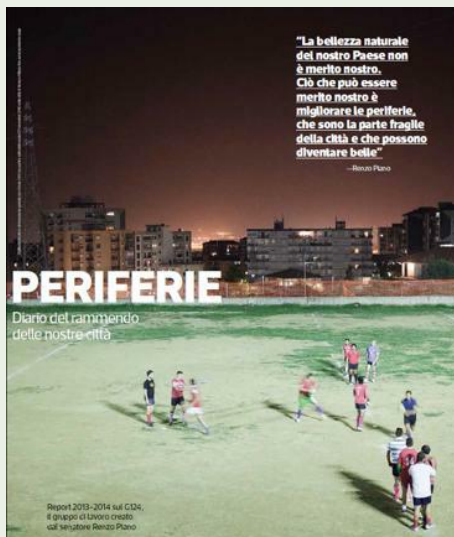 "La bellezza naturale
del nostro Paese non
è merito nostro.
Ciò che può essere
merito nostro è
migliorare le periferie,
che sono la parte fragile
della città e che possono
diventare belle"
—Renzo Piano
PERIFERIE
Diario del rammendo
delle nostre città
Report 2013–2014 sul G124,
il gruppo di lavoro creato
dal senatore Renzo Piano